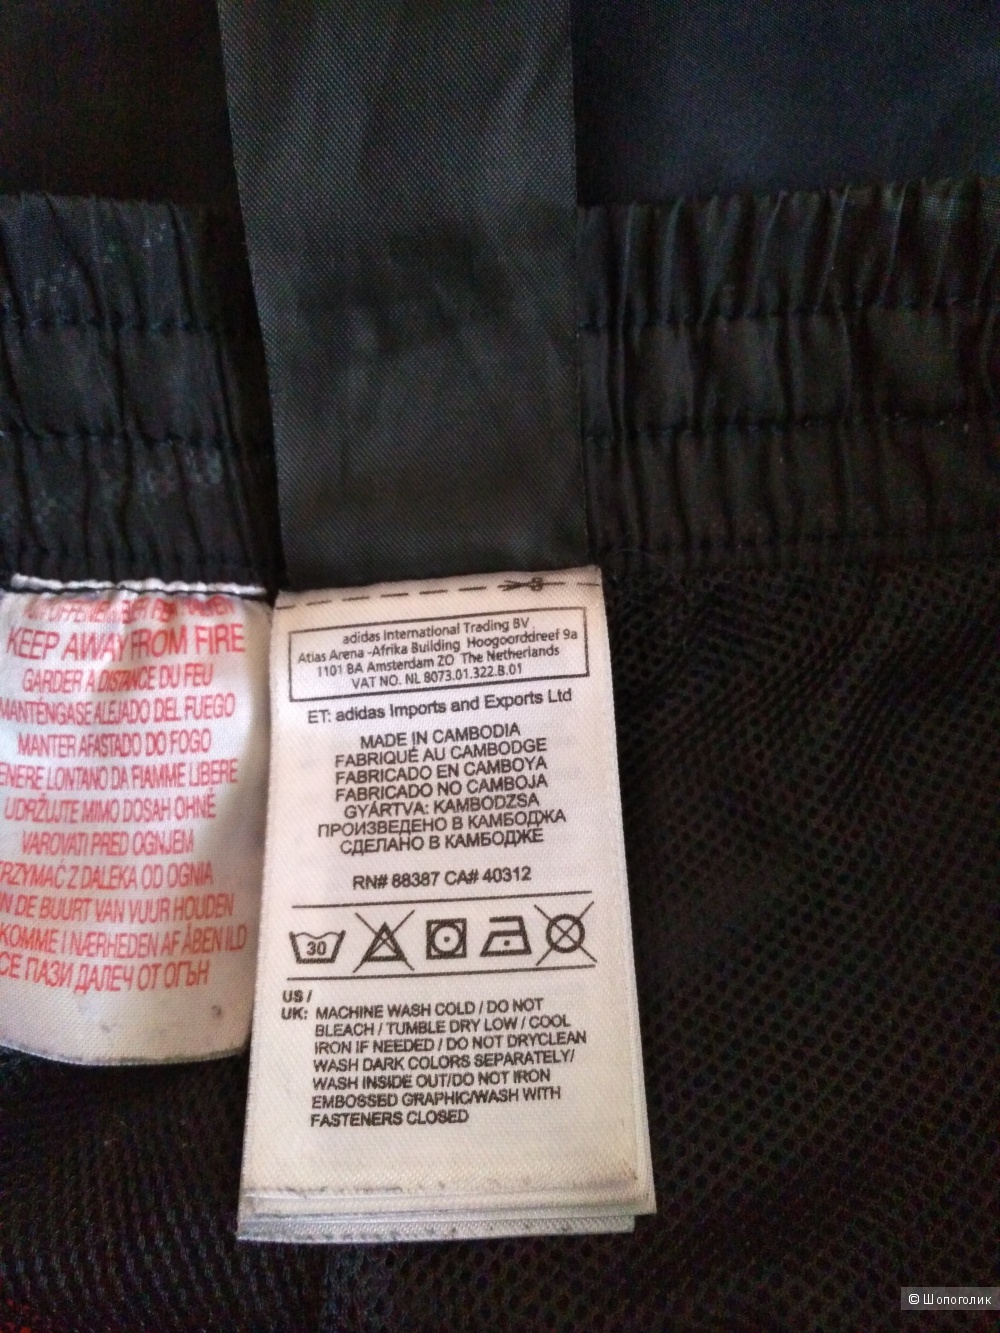 KEEP AWAY FROM FIRE
GARDER A DISTANCE DU FEU
MANTÉNGASE ALEJADO DEL FUEGO
MANTER AFASTADO DO FOGO
ENERE LONTANO DA FIAMME LIBERE
UDRŽUJTE MIMO DOSAH OHNĚ
VAROVATI PRED OGNJEM
RZYMAĆ Z DALEKA OD OGNIA
N DE BUURT VAN VUUR HOUDEN
KOMME I NÆRHEDEN AF ÅBEN ILD
СЕ ПАЗИ ДАЛЕЧ ОТ ОГЪН
adidas International Trading BV
Atlas Arena -Afrika Building Hoogoorddreef 9a
1101 BA Amsterdam ZO The Netherlands
VAT NO. NL 8073.01.322.B.01
ET: adidas Imports and Exports Ltd
MADE IN CAMBODIA
FABRIQUÉ AU CAMBODGE
FABRICADO EN CAMBOYA
FABRICADO NO CAMBOJA
GYÁRTVA: KAMBODZSA
ПРОИЗВЕДЕНО В КАМБОДЖА
СДЕЛАНО В КАМБОДЖЕ
RN# 88387 CA# 40312
30
US /
UK: MACHINE WASH COLD / DO NOT
BLEACH / TUMBLE DRY LOW / COOL
IRON IF NEEDED / DO NOT DRYCLEAN
WASH DARK COLORS SEPARATELY/
WASH INSIDE OUT/DO NOT IRON
EMBOSSED GRAPHIC/WASH WITH
FASTENERS CLOSED
© Шопоголик